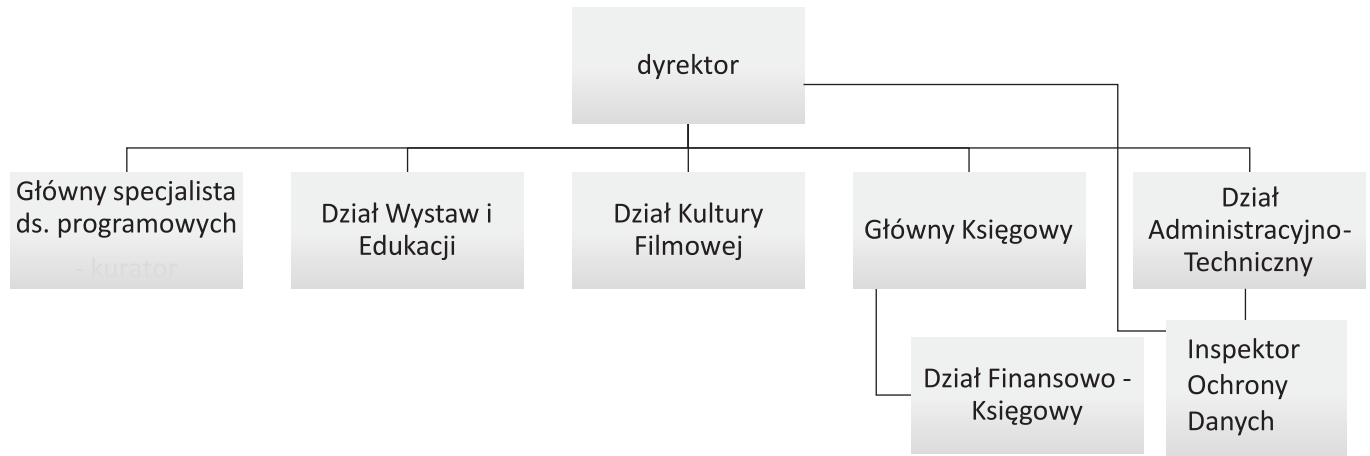 dyrektor
Główny specjalista
ds. programowych
- kurator
Dział Wystaw i
Edukacji
Dział Kultury
Filmowej
Główny Księgowy
Dział
Administracyjno-
Techniczny
Dział Finansowo -
Księgowy
Inspektor
Ochrony
Danych